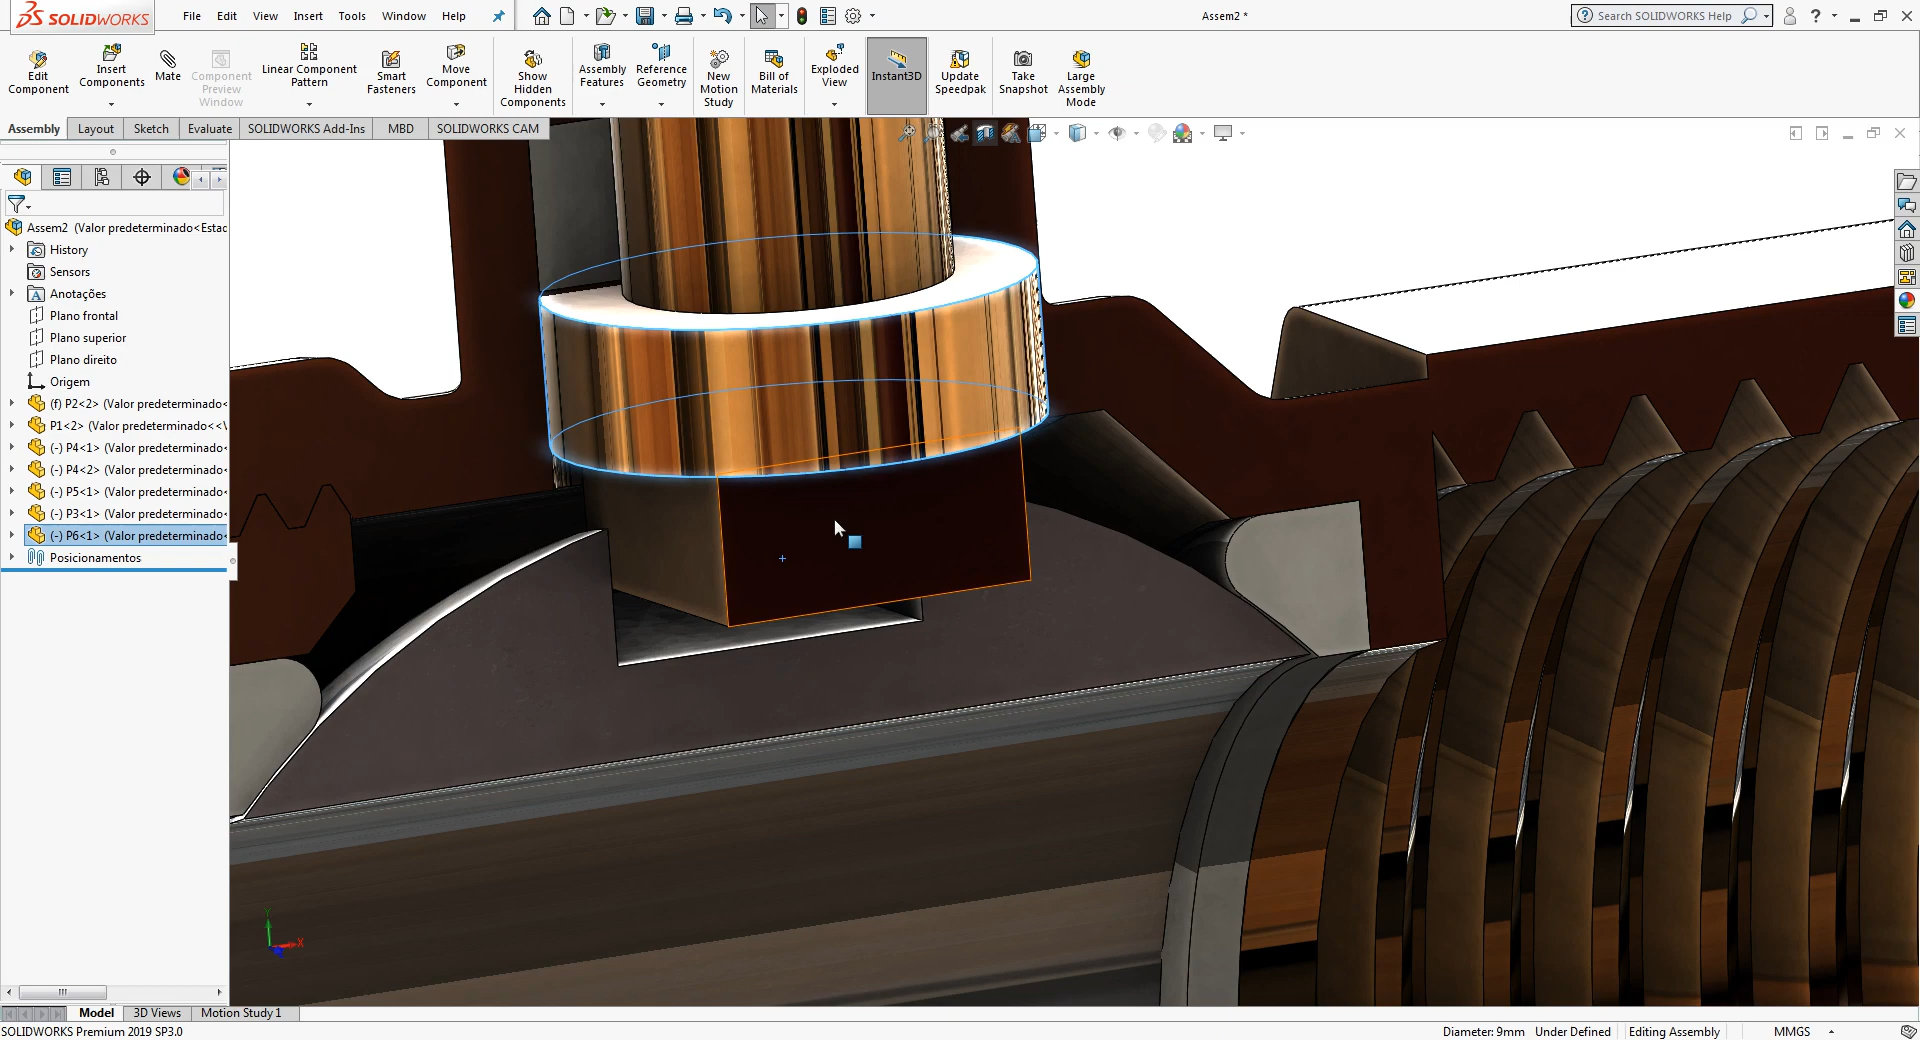 SOLIDWORKS
File Edit View Insert Tools Window Help
Assem2 *
Search SOLIDWORKS Help
Edit Component
Insert Components
Mate
Component Preview Window
Linear Component Pattern
Smart Fasteners
Move Component
Show Hidden Components
Assembly Features
Reference Geometry
New Motion Study
Bill of Materials
Exploded View
Instant3D
Update Speedpak
Take Snapshot
Large Assembly Mode
Assembly Layout Sketch Evaluate SOLIDWORKS Add-Ins MBD SOLIDWORKS CAM
Assem2 (Valor predeterminado<Estac
History
Sensors
Anotações
Plano frontal
Plano superior
Plano direito
Origem
(f) P2<2> (Valor predeterminado<
P1<2> (Valor predeterminado<<\
(-) P4<1> (Valor predeterminado<
(-) P4<2> (Valor predeterminado<
(-) P5<1> (Valor predeterminado<
(-) P3<1> (Valor predeterminado<
(-) P6<1> (Valor predeterminado<
Posicionamentos
Y
X
Model 3D Views Motion Study 1
SOLIDWORKS Premium 2019 SP3.0
Diameter: 9mm Under Defined Editing Assembly MMGS